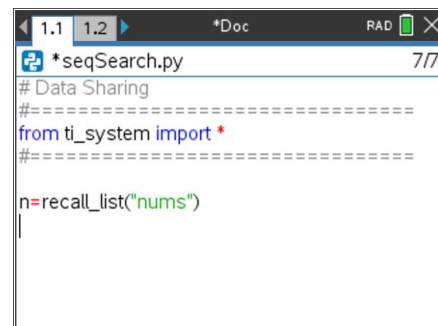 1.1 1.2 *Doc RAD
*seqSearch.py 7/7
# Data Sharing
#================================
from ti_system import *
#================================
n=recall_list("nums")